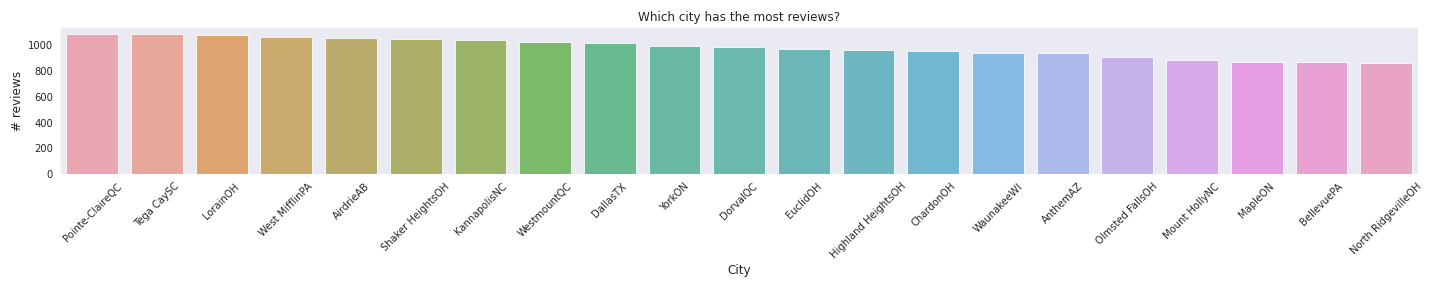 Which city has the most reviews?
# reviews
1000
800
600
400
200
0
Pointe-ClaireQC
Tega CaySC
LorainOH
West MifflinPA
AirdrieAB
Shaker HeightsOH
KannapolisNC
WestmountQC
DallasTX
YorkON
DorvalQC
EuclidOH
Highland HeightsOH
ChardonOH
WaunakeeWI
AnthemAZ
Olmsted FallsOH
Mount HollyNC
MapleON
BellevuePA
North RidgevilleOH
City